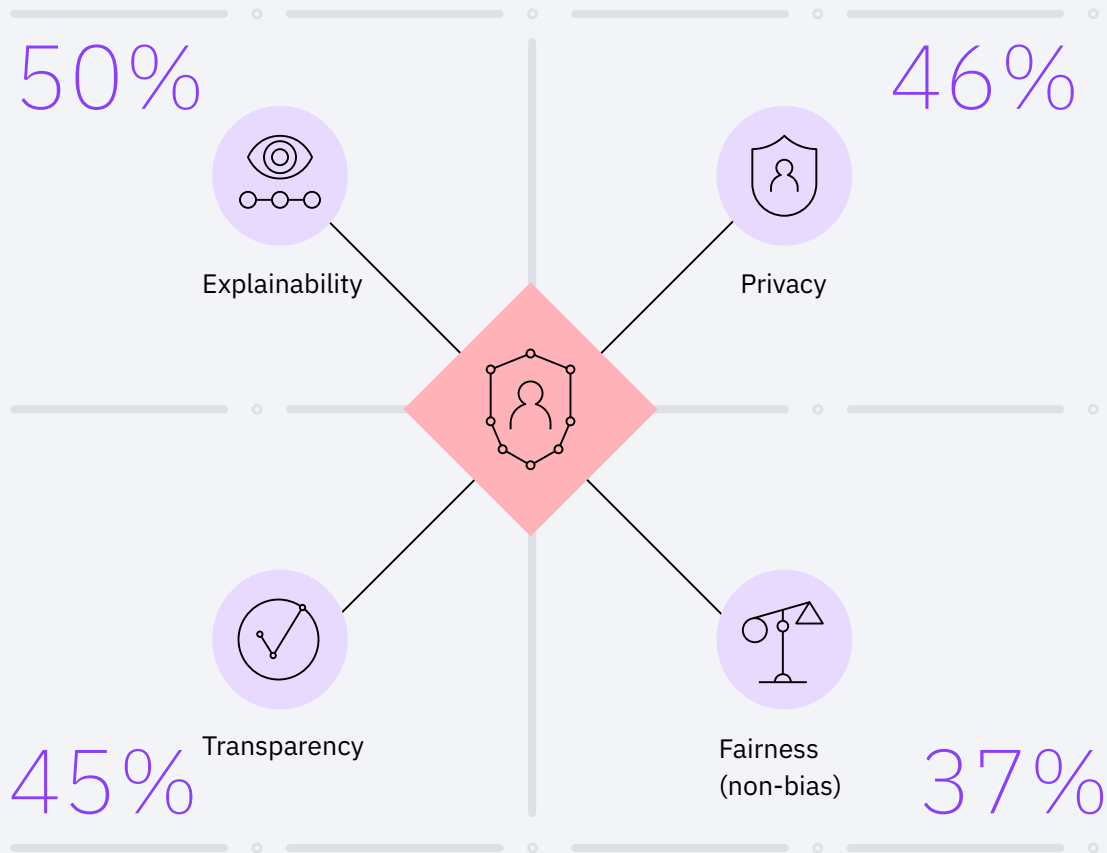 50%
46%
Explainability
Privacy
Transparency
Fairness
(non-bias)
45%
37%